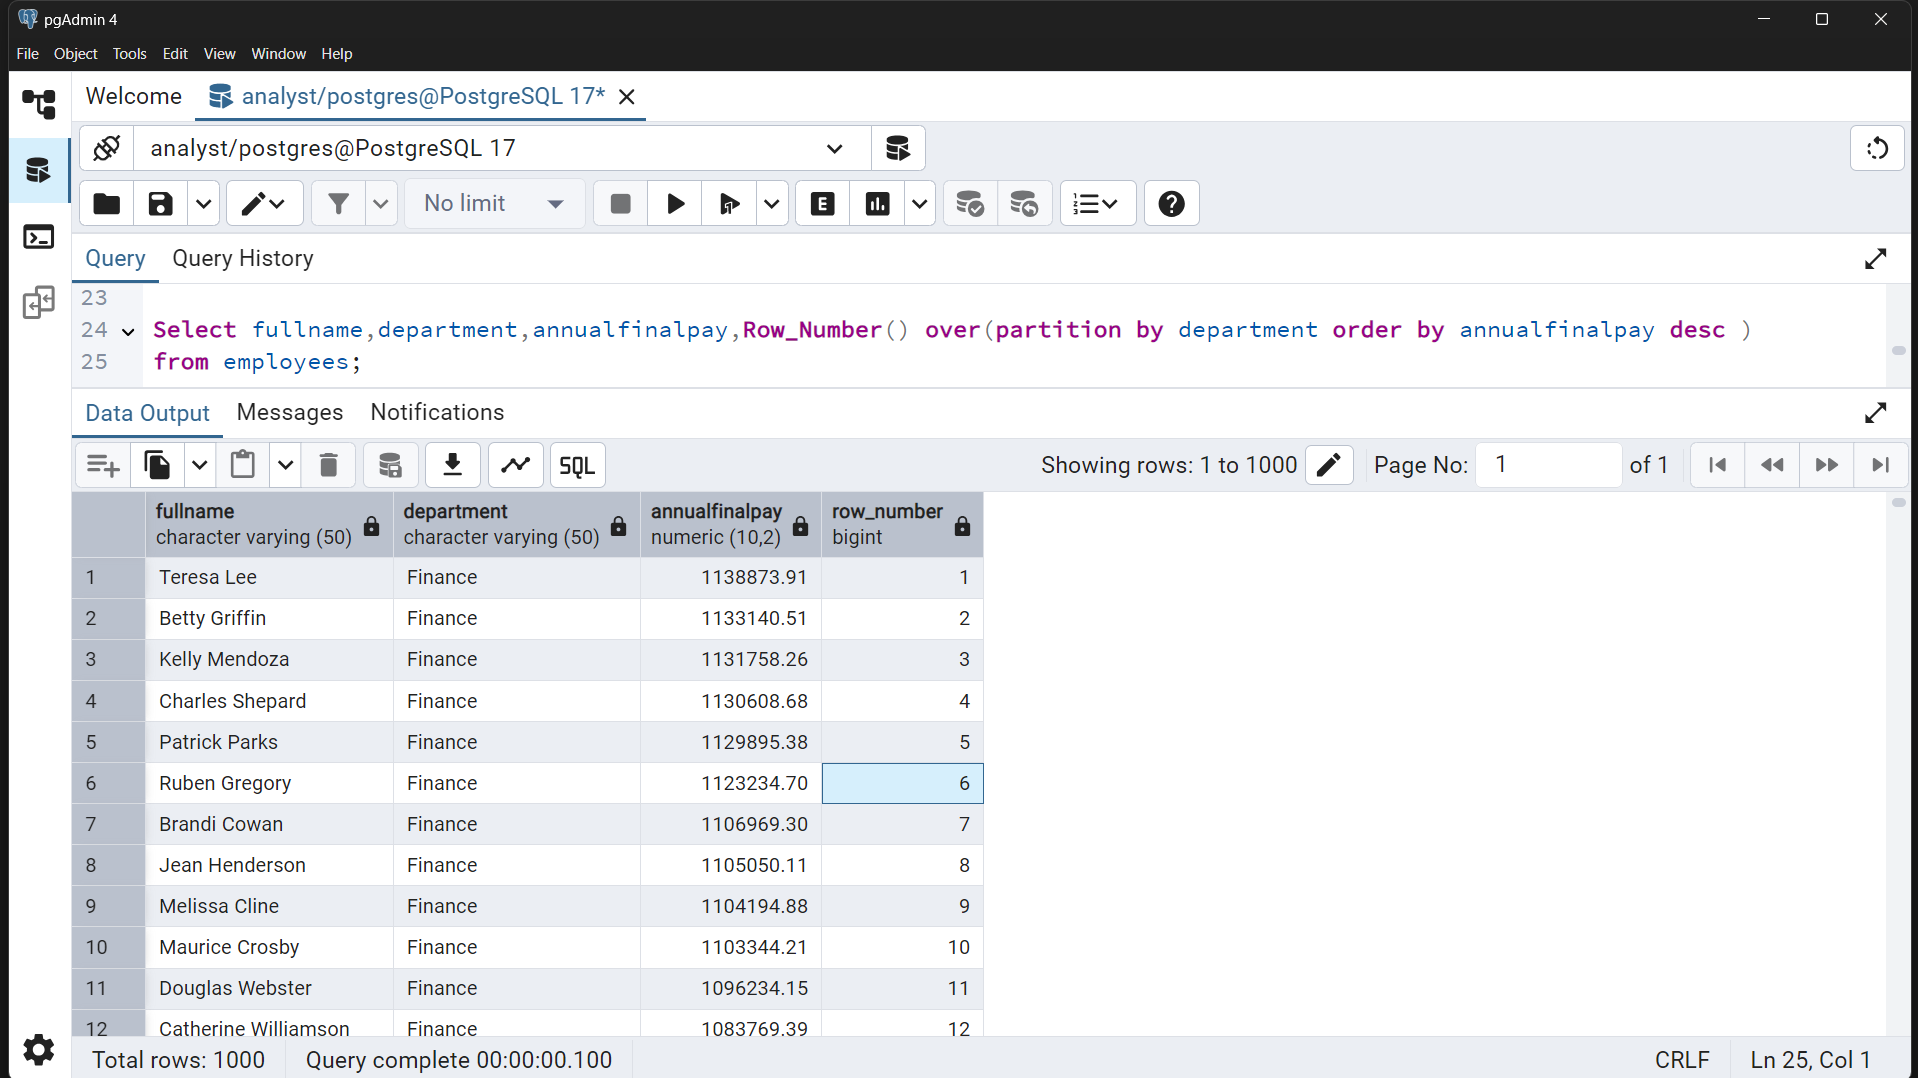 pgAdmin 4
File Object Tools Edit View Window Help
Welcome analyst/postgres@PostgreSQL 17*
analyst/postgres@PostgreSQL 17
No limit E
Query Query History
23
24 Select fullname,department,annualfinalpay,Row_Number() over(partition by department order by annualfinalpay desc )
25 from employees;
Data Output Messages Notifications
SQL Showing rows: 1 to 1000 Page No: 1 of 1
fullname department annualfinalpay row_number
character varying (50) character varying (50) numeric (10,2) bigint
1 Teresa Lee Finance 1138873.91 1
2 Betty Griffin Finance 1133140.51 2
3 Kelly Mendoza Finance 1131758.26 3
4 Charles Shepard Finance 1130608.68 4
5 Patrick Parks Finance 1129895.38 5
6 Ruben Gregory Finance 1123234.70 6
7 Brandi Cowan Finance 1106969.30 7
8 Jean Henderson Finance 1105050.11 8
9 Melissa Cline Finance 1104194.88 9
10 Maurice Crosby Finance 1103344.21 10
11 Douglas Webster Finance 1096234.15 11
12 Catherine Williamson Finance 1083769.39 12
Total rows: 1000 Query complete 00:00:00.100 CRLF Ln 25, Col 1